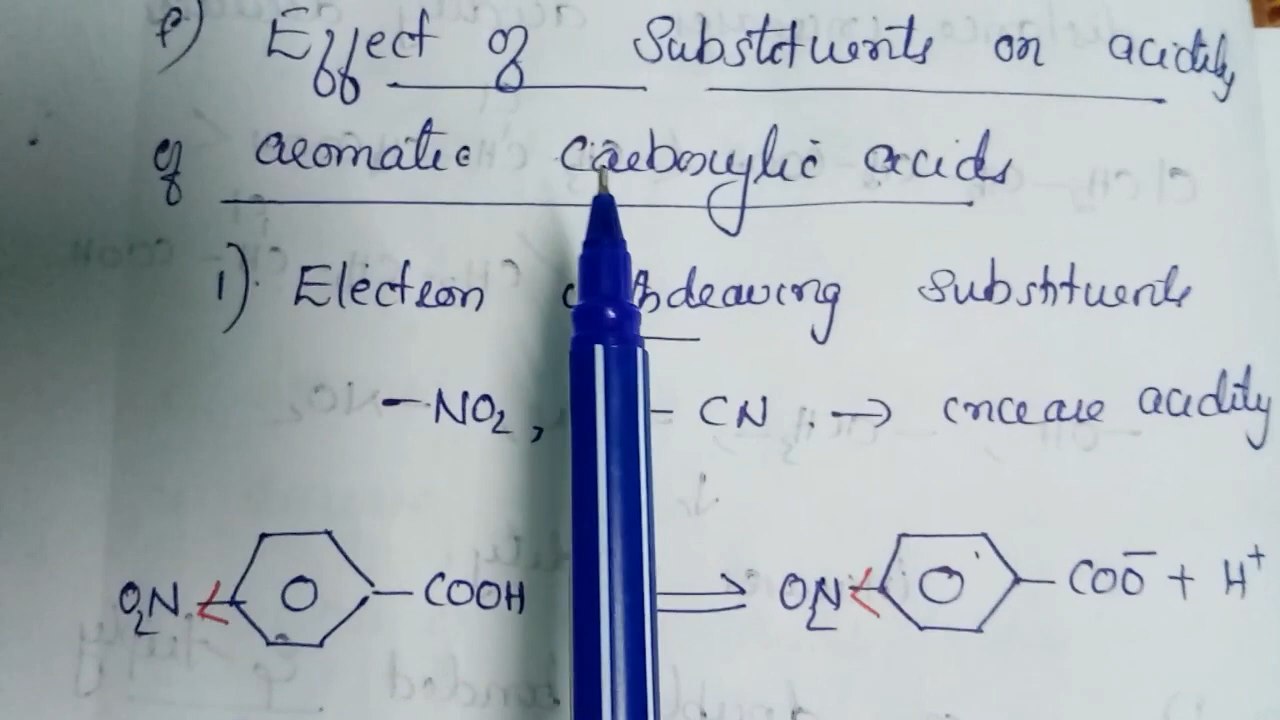 f) Effect of Substituents on acidity
of aromatic carboxylic acids
1). Electron withdrawing substituents
-NO2, - CN. → increase acidity
O2N COOH ⇌ O2N COO⁻ + H⁺